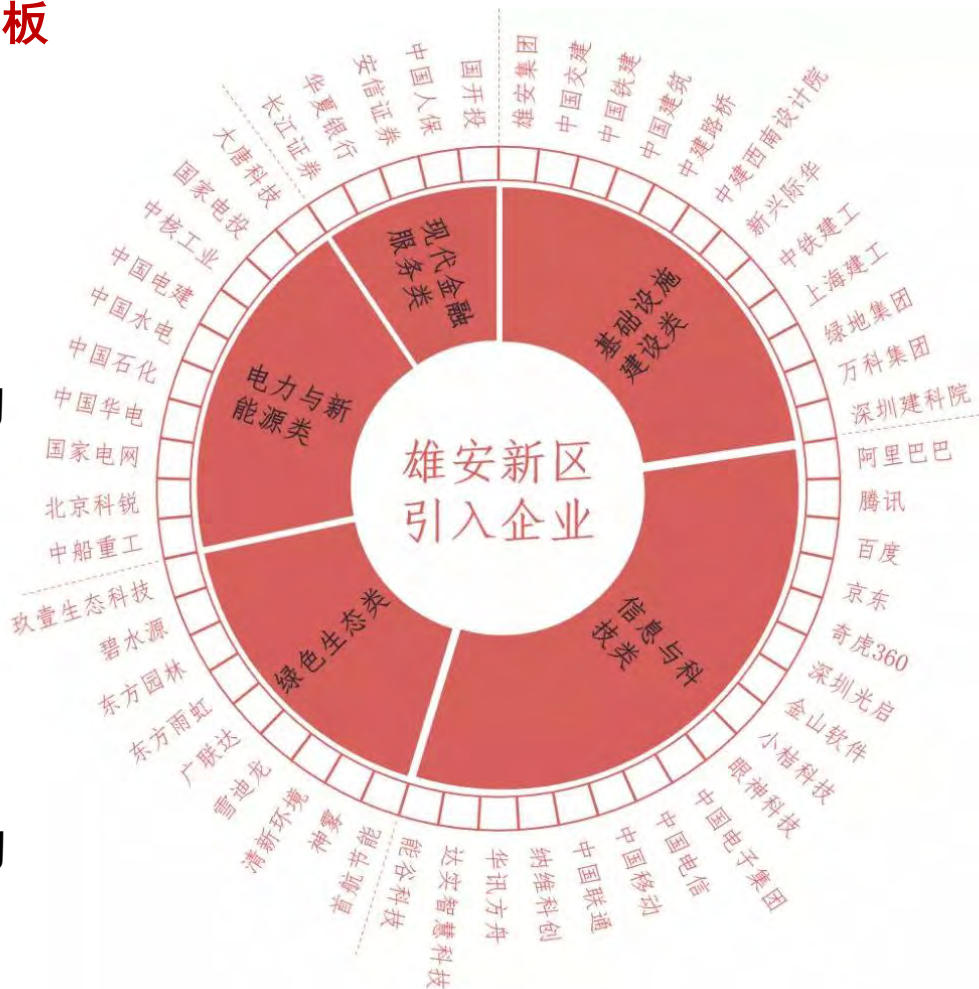 板
雄安新区
引入企业
基础设施
建设类
雄安集团
中国交建
中国铁建
中国建筑
中建路桥
中建西南设计院
新兴际华
中铁建工
上海建工
绿地集团
万科集团
深圳建科院
信息与科
技类
阿里巴巴
腾讯
百度
京东
奇虎360
深圳光启
金山软件
小桔科技
眼神科技
中国电子集团
中国电信
中国移动
中国联通
纳维科创
华讯方舟
达实智慧科技
能谷科技
绿色生态类
首航节能
神雾
清新环境
雪迪龙
广联达
东方雨虹
东方园林
碧水源
玖壹生态科技
电力与新
能源类
中船重工
北京科锐
国家电网
中国华电
中国石化
中国水电
中国电建
中核工业
国家电投
大唐科技
现代金融
服务类
长江证券
华夏银行
安信证券
中国人保
国开投